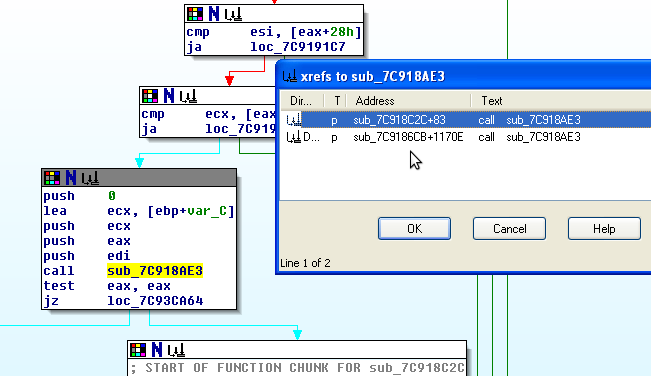 cmp esi, [eax+28h]
ja loc_7C9191C7
cmp ecx, [eax
ja loc_7C919
push 0
lea ecx, [ebp+var_C]
push ecx
push eax
push edi
call sub_7C918AE3
test eax, eax
jz loc_7C93CA64
; START OF FUNCTION CHUNK FOR sub_7C918C2C
xrefs to sub_7C918AE3
Dir... T Address Text
p sub_7C918C2C+83 call sub_7C918AE3
D... p sub_7C9186CB+1170E call sub_7C918AE3
OK Cancel Help
Line 1 of 2